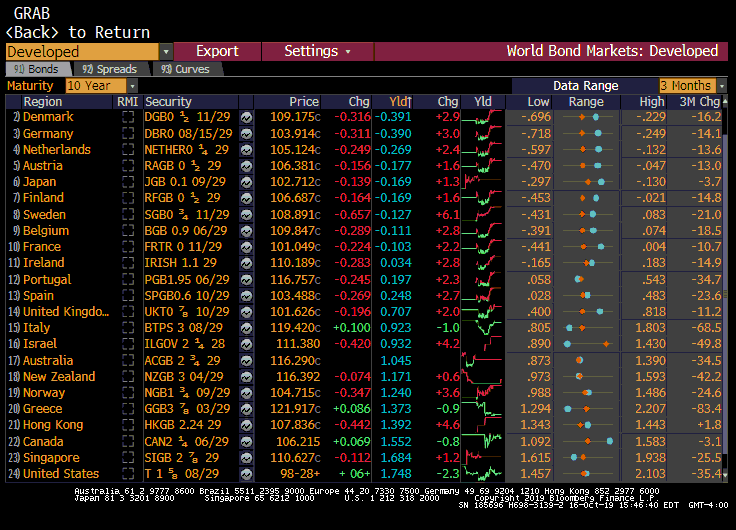 GRAB
<Back> to Return
Developed Export Settings World Bond Markets: Developed
91) Bonds 92) Spreads 93) Curves
Maturity 10 Year Data Range 3 Months
Region RMI Security Price Chg Yld↑ Chg Yld Low Range High 3M Chg
2) Denmark DGB0 ½ 11/29 109.175c -0.316 -0.391 +2.9 -.696 -.229 -16.2
3) Germany DBR0 08/15/29 103.914c -0.311 -0.390 +3.0 -.718 -.249 -14.1
4) Netherlands NETHER0 ¼ 29 105.124c -0.249 -0.269 +2.4 -.597 -.132 -13.6
5) Austria RAGB 0 ½ 29 106.381c -0.156 -0.177 +1.6 -.470 -.047 -13.0
6) Japan JGB 0.1 09/29 102.712c -0.139 -0.169 +1.3 -.297 -.130 -3.7
7) Finland RFGB 0 ½ 29 106.687c -0.164 -0.169 +1.6 -.453 -.021 -14.8
8) Sweden SGB0 ¾ 11/29 108.891c -0.657 -0.127 +6.1 -.431 .083 -21.0
9) Belgium BGB 0.9 06/29 109.847c -0.289 -0.111 +2.8 -.391 .074 -18.5
10) France FRTR 0 11/29 101.049c -0.224 -0.103 +2.2 -.441 .004 -10.7
11) Ireland IRISH 1.1 29 110.189c -0.283 0.034 +2.8 -.165 .183 -14.9
12) Portugal PGB1.95 06/29 116.757c -0.245 0.197 +2.3 .058 .543 -34.7
13) Spain SPGB0.6 10/29 103.488c -0.269 0.248 +2.7 .028 .483 -23.6
14) United Kingdo... UKT0 ⅞ 10/29 101.626c -0.196 0.707 +2.0 .400 .818 -11.2
15) Italy BTPS 3 08/29 119.420c +0.100 0.923 -1.0 .805 1.803 -68.5
16) Israel ILGOV 2 ¼ 28 111.380 -0.420 0.932 +4.2 .890 1.430 -49.8
17) Australia ACGB 2 ¾ 29 116.290c 1.045 .873 1.390 -34.5
18) New Zealand NZGB 3 04/29 116.392 -0.074 1.171 +0.6 .973 1.593 -42.2
19) Norway NGB1 ¾ 09/29 104.715c -0.347 1.240 +3.6 .988 1.486 -24.6
20) Greece GGB3 ⅞ 03/29 121.917c +0.086 1.373 -0.9 1.294 2.207 -83.4
21) Hong Kong HKGB 2.24 29 107.836c -0.442 1.392 +4.6 1.343 1.443 +1.8
22) Canada CAN2 ¼ 06/29 106.215 +0.069 1.552 -0.8 1.092 1.583 -3.1
23) Singapore SIGB 2 ⅞ 29 110.627c -0.112 1.684 +1.2 1.615 1.938 -25.5
24) United States T 1 ⅝ 08/29 98-28+ + 06+ 1.748 -2.3 1.457 2.103 -35.4
Australia 61 2 9777 8600 Brazil 5511 2395 9000 Europe 44 20 7330 7500 Germany 49 69 9204 1210 Hong Kong 852 2977 6000
Japan 81 3 3201 8900 Singapore 65 6212 1000 U.S. 1 212 318 2000 Copyright 2019 Bloomberg Finance L.P.
SN 185696 H698-3139-2 16-Oct-19 15:46:40 EDT GMT-4:00